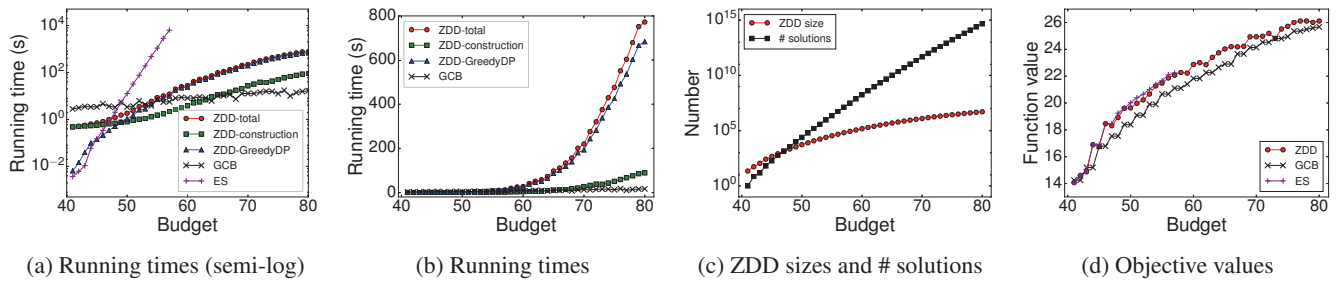 10^4
10^2
10^0
10^-2
40 50 60 70 80
Running time (s)
Budget
ZDD-total
ZDD-construction
ZDD-GreedyDP
GCB
ES
(a) Running times (semi-log)
800
600
400
200
0
40 50 60 70 80
Running time (s)
Budget
ZDD-total
ZDD-construction
ZDD-GreedyDP
GCB
(b) Running times
10^15
10^10
10^5
10^0
40 50 60 70 80
Number
Budget
ZDD size
# solutions
(c) ZDD sizes and # solutions
26
24
22
20
18
16
14
40 50 60 70 80
Function value
Budget
ZDD
GCB
ES
(d) Objective values